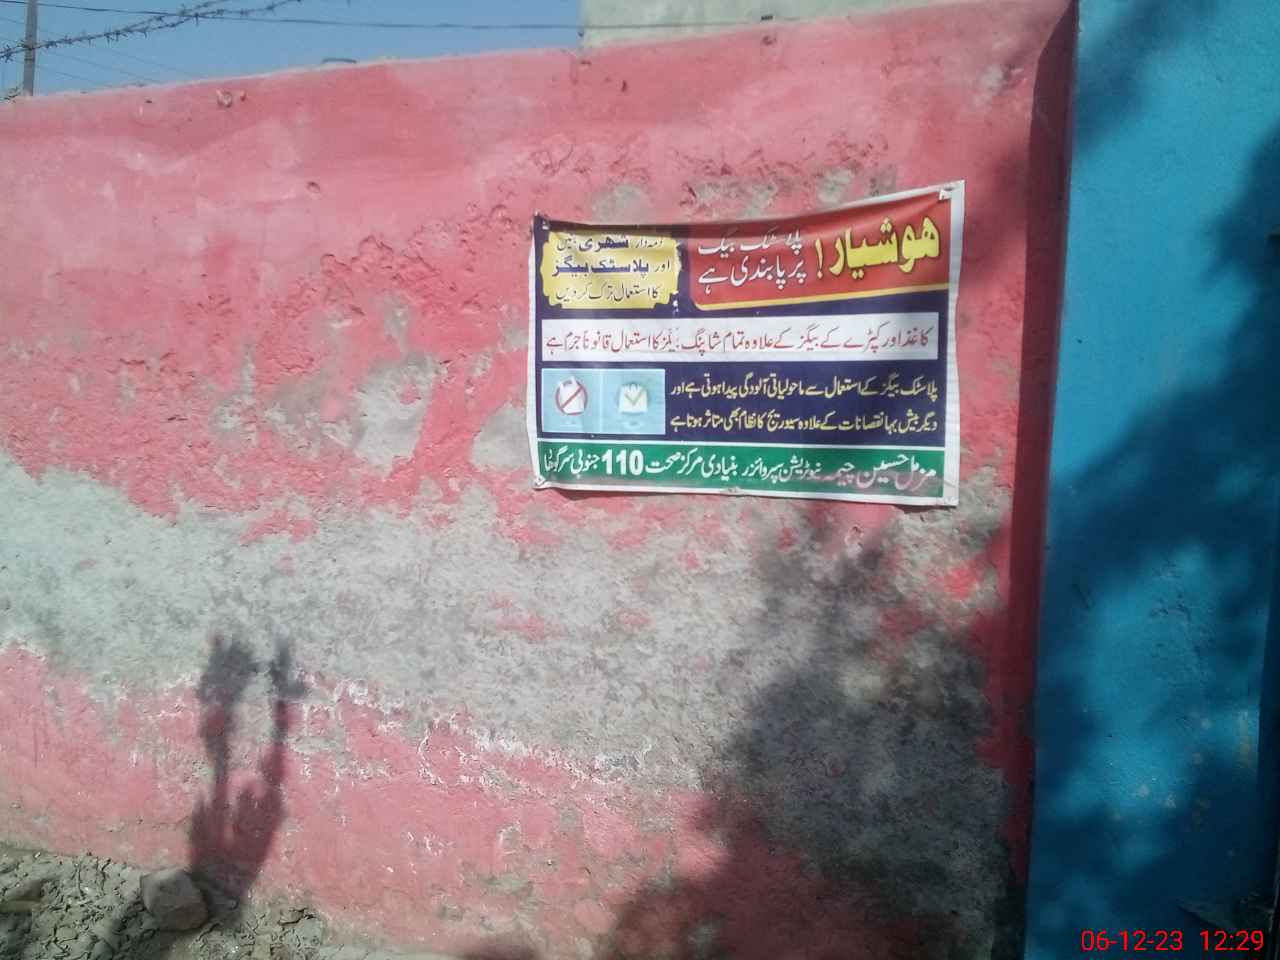 ھوشیار!
پلاسٹک بیگ
پر پابندی ہے
ذمہ دار شہری بنیں
اور پلاسٹک بیگز
کا استعمال ترک کر دیں
کاغذ اور کپڑے کے بیگز کے علاوہ تمام شاپنگ بیگز کا استعمال قانوناً جرم ہے
پلاسٹک بیگز کے استعمال سے ماحولیاتی آلودگی پیدا ہوتی ہے اور
دیگر بیش بہا نقصانات کے علاوہ سیوریج کا نظام بھی متاثر ہوتا ہے
مزمل حسین چیمہ نیوٹریشن سپروائزر بنیادی مرکز صحت 110 جنوبی سرگودھا
06-12-23 12:29